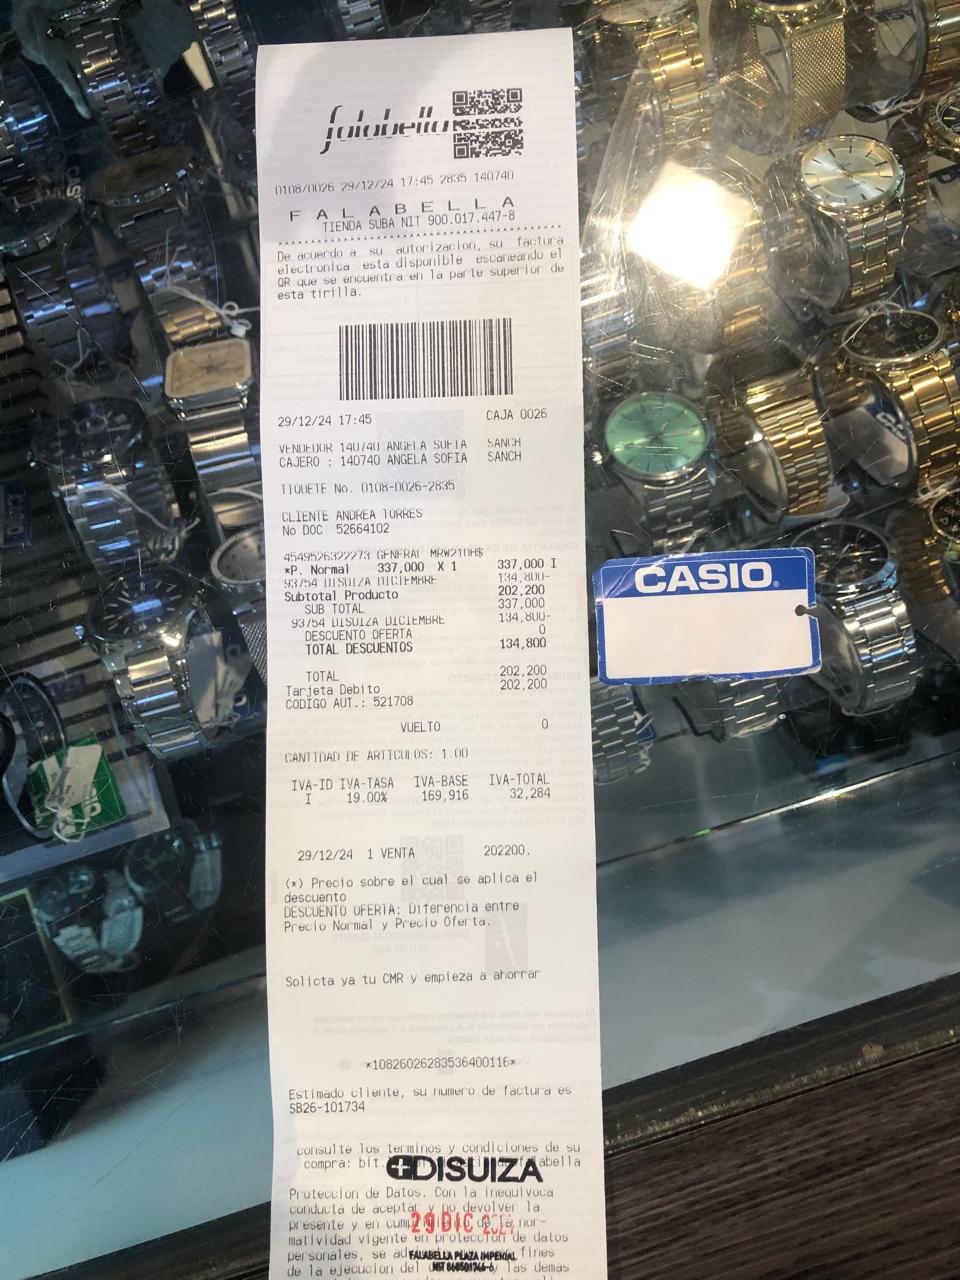 falabella
0108/0026 29/12/24 17:45 2835 140740
F A L A B E L L A
TIENDA SUBA NIT 900.017.447-8
De acuerdo a su autorizacion, su factura
electronica esta disponible escaneando el
QR que se encuentra en la parte superior de
esta tirilla.
29/12/24 17:45 CAJA 0026
VENDEDOR 140740 ANGELA SOFIA SANCH
CAJERO : 140740 ANGELA SOFIA SANCH
TIQUETE No. 0108-0026-2835
CLIENTE ANDREA TORRES
No DOC 52664102
4549526322273 GENERAL MRW210H$
*P. Normal 337,000 X 1 337,000 I
93754 DISUIZA DICIEMBRE 134,800-
Subtotal Producto 202,200
SUB TOTAL 337,000
93754 DISUIZA DICIEMBRE 134,800-
DESCUENTO OFERTA 0
TOTAL DESCUENTOS 134,800
TOTAL 202,200
Tarjeta Debito 202,200
CODIGO AUT.: 521708
VUELTO 0
CANTIDAD DE ARTICULOS: 1.00
IVA-ID IVA-TASA IVA-BASE IVA-TOTAL
I 19.00% 169,916 32,284
29/12/24 1 VENTA 202200.
(*) Precio sobre el cual se aplica el
descuento
DESCUENTO OFERTA: Diferencia entre
Precio Normal y Precio Oferta.
Solicta ya tu CMR y empieza a ahorrar
*10826026283536400116*
Estimado cliente, su numero de factura es
SB26-101734
consulte los terminos y condiciones de su
compra: bit. falabella
DISUIZA
Proteccion de Datos. Con la inequivoca
conducta de aceptar y no devolver la
presente y en de la nor-
29 DIC
matividad vigente en proteccion de datos
personales, se fines
FALABELLA PLAZA IMPERIAL
de la ejecucion del y las demas
CASIO